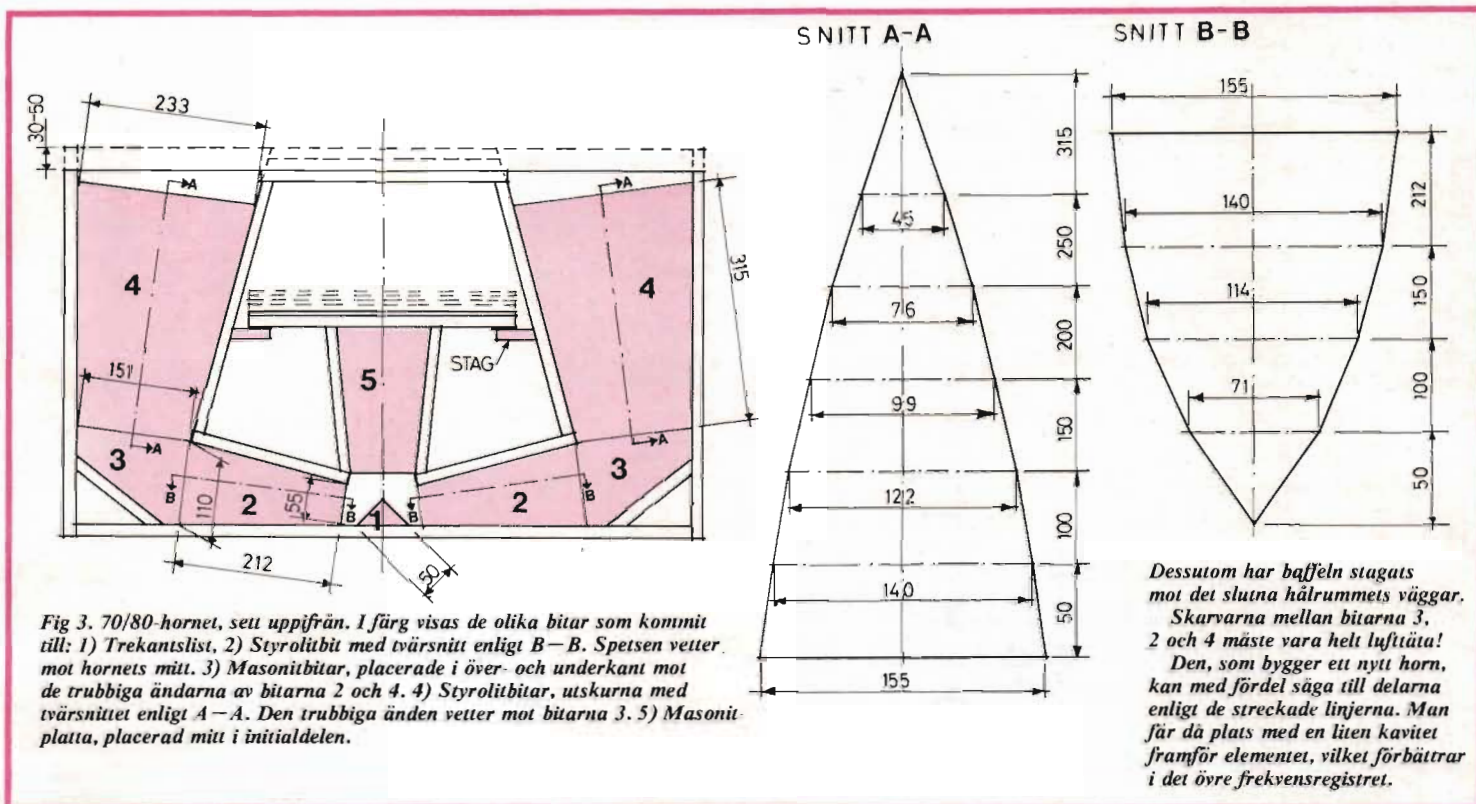 SNITT A-A
SNITT B-B
233
30-50
A
A
4
4
315
151
STAG
5
A
A
3
3
B
B
2
2
110
155
B
B
1
212
50
315
45
250
76
200
99
150
122
100
140
50
155
155
140
212
114
150
71
100
50
Fig 3. 70/80-hornet, sett uppifrån. I färg visas de olika bitar som kommit
till: 1) Trekantslist, 2) Styrolitbit med tvärsnitt enligt B—B. Spetsen vetter
mot hornets mitt. 3) Masonitbitar, placerade i över- och underkant mot
de trubbiga ändarna av bitarna 2 och 4. 4) Styrolitbitar, utskurna med
tvärsnittet enligt A—A. Den trubbiga änden vetter mot bitarna 3. 5) Masonit-
platta, placerad mitt i initialdelen.
Dessutom har baffeln stagats
mot det slutna hålrummets väggar.
Skarvarna mellan bitarna 3,
2 och 4 måste vara helt lufttäta!
Den, som bygger ett nytt horn,
kan med fördel såga till delarna
enligt de streckade linjerna. Man
får då plats med en liten kavitet
framför elementet, vilket förbättrar
i det övre frekvensregistret.